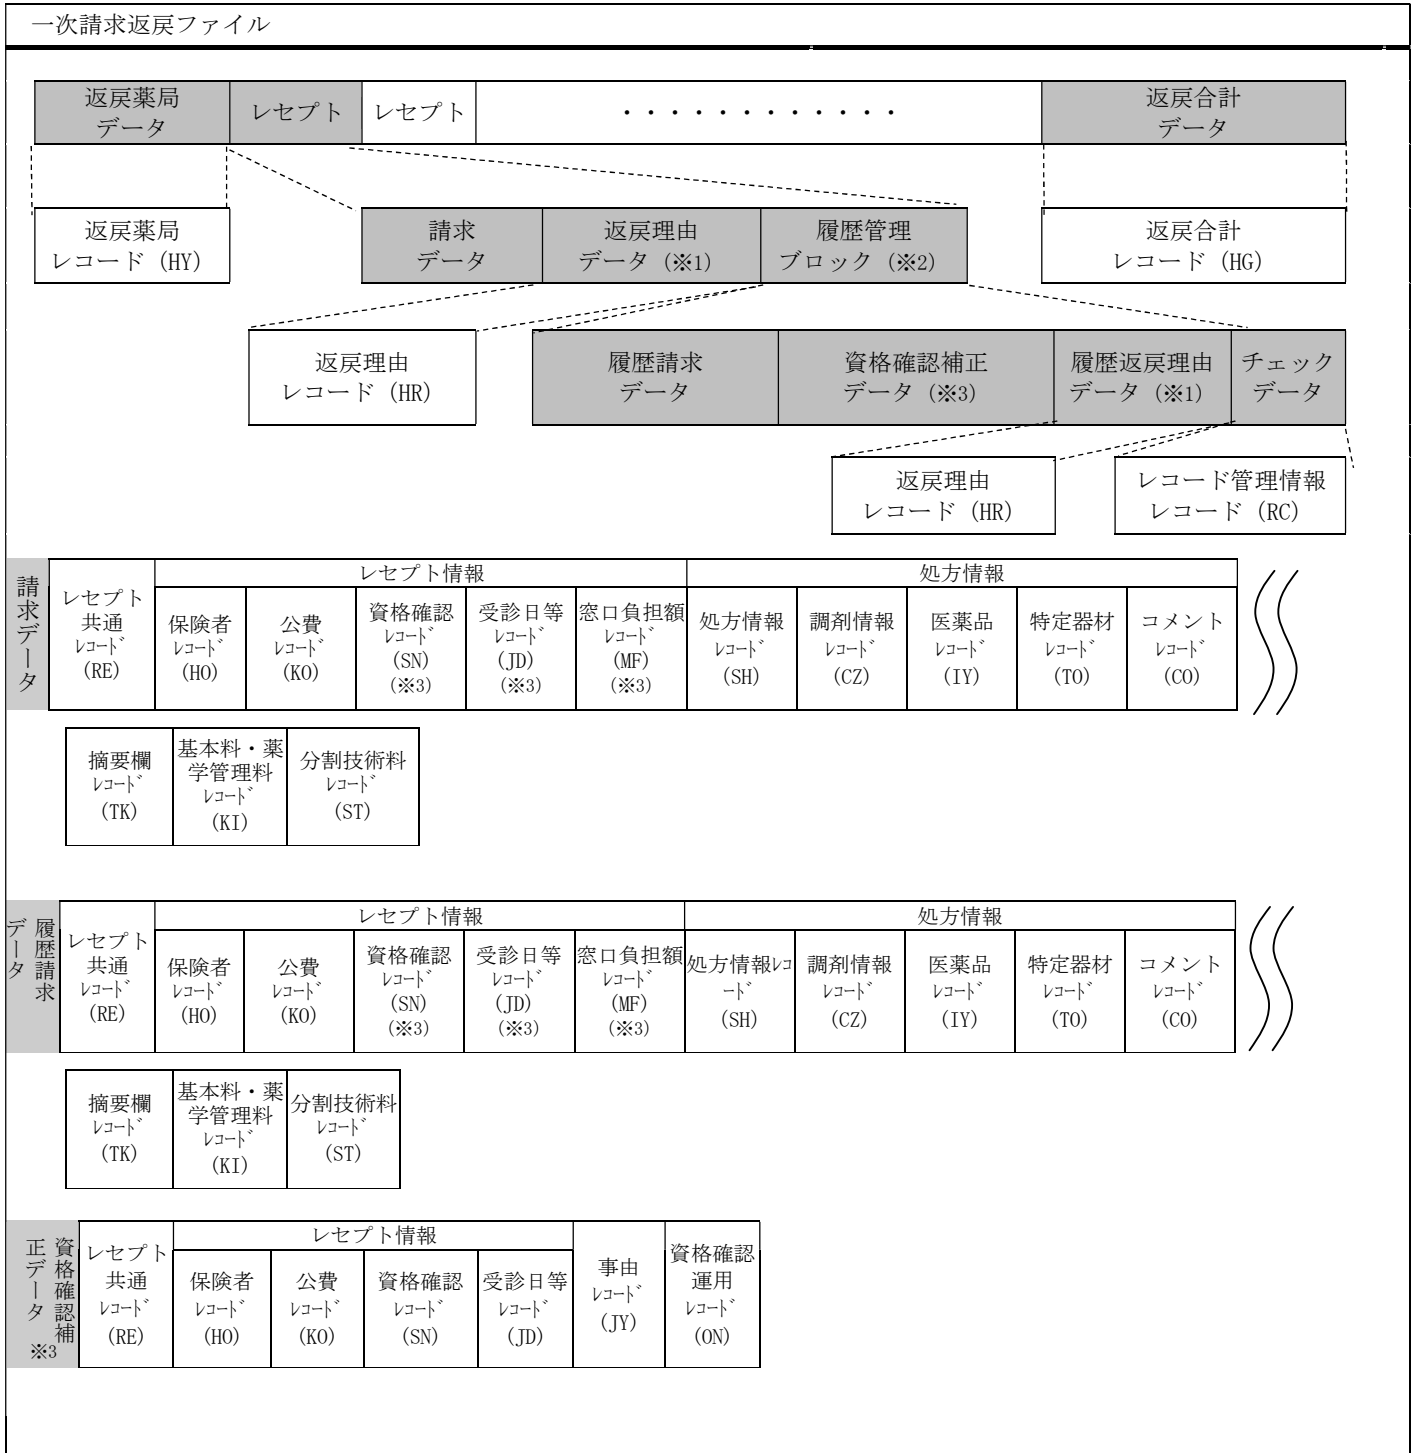 一次請求返戻ファイル
返戻薬局
データ
レセプト
レセプト
・・・・・・・・・・・・
返戻合計
データ
返戻薬局
レコード（HY）
請求
データ
返戻理由
データ（※1）
履歴管理
ブロック（※2）
返戻合計
レコード（HG）
返戻理由
レコード（HR）
履歴請求
データ
資格確認補正
データ（※3）
履歴返戻理由
データ（※1）
チェック
データ
返戻理由
レコード（HR）
レコード管理情報
レコード（RC）
請求データ
レセプト
共通
ﾚｺｰﾄﾞ
(RE)
レセプト情報
保険者
ﾚｺｰﾄﾞ
(HO)
公費
ﾚｺｰﾄﾞ
(KO)
資格確認
ﾚｺｰﾄﾞ
(SN)
(※3)
受診日等
ﾚｺｰﾄﾞ
(JD)
(※3)
窓口負担額
ﾚｺｰﾄﾞ
(MF)
(※3)
処方情報
処方情報
ﾚｺｰﾄﾞ
(SH)
調剤情報
ﾚｺｰﾄﾞ
(CZ)
医薬品
ﾚｺｰﾄﾞ
(IY)
特定器材
ﾚｺｰﾄﾞ
(TO)
コメント
ﾚｺｰﾄﾞ
(CO)
摘要欄
ﾚｺｰﾄﾞ
(TK)
基本料・薬
学管理料
ﾚｺｰﾄﾞ
(KI)
分割技術料
ﾚｺｰﾄﾞ
(ST)
履歴請求
データ
レセプト
共通
ﾚｺｰﾄﾞ
(RE)
レセプト情報
保険者
ﾚｺｰﾄﾞ
(HO)
公費
ﾚｺｰﾄﾞ
(KO)
資格確認
ﾚｺｰﾄﾞ
(SN)
(※3)
受診日等
ﾚｺｰﾄﾞ
(JD)
(※3)
窓口負担額
ﾚｺｰﾄﾞ
(MF)
(※3)
処方情報
処方情報ﾚｺ
ｰﾄﾞ
(SH)
調剤情報
ﾚｺｰﾄﾞ
(CZ)
医薬品
ﾚｺｰﾄﾞ
(IY)
特定器材
ﾚｺｰﾄﾞ
(TO)
コメント
ﾚｺｰﾄﾞ
(CO)
摘要欄
ﾚｺｰﾄﾞ
(TK)
基本料・薬
学管理料
ﾚｺｰﾄﾞ
(KI)
分割技術料
ﾚｺｰﾄﾞ
(ST)
資格確認補
正データ
※3
レセプト
共通
ﾚｺｰﾄﾞ
(RE)
レセプト情報
保険者
ﾚｺｰﾄﾞ
(HO)
公費
ﾚｺｰﾄﾞ
(KO)
資格確認
ﾚｺｰﾄﾞ
(SN)
受診日等
ﾚｺｰﾄﾞ
(JD)
事由
ﾚｺｰﾄﾞ
(JY)
資格確認
運用
ﾚｺｰﾄﾞ
(ON)